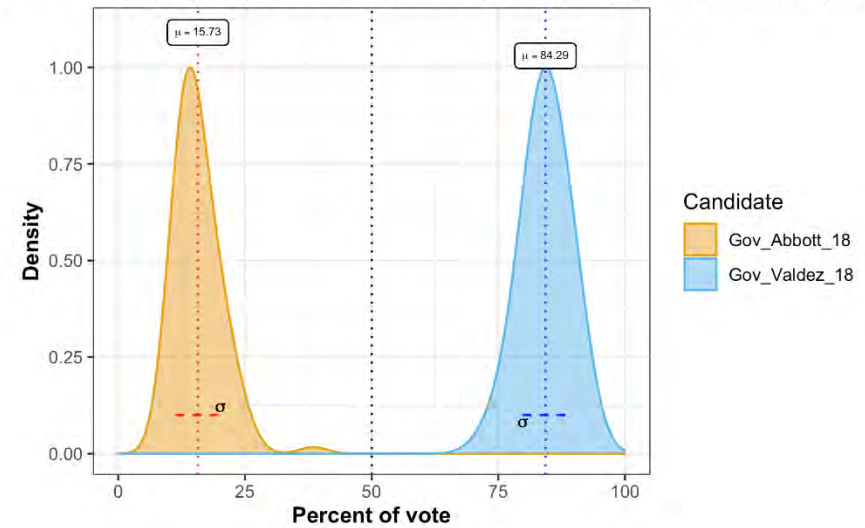 μ = 15.73
μ = 84.29
1.00
0.75
0.50
0.25
0.00
σ
σ
0
25
50
75
100
Density
Percent of vote
Candidate
Gov_Abbott_18
Gov_Valdez_18